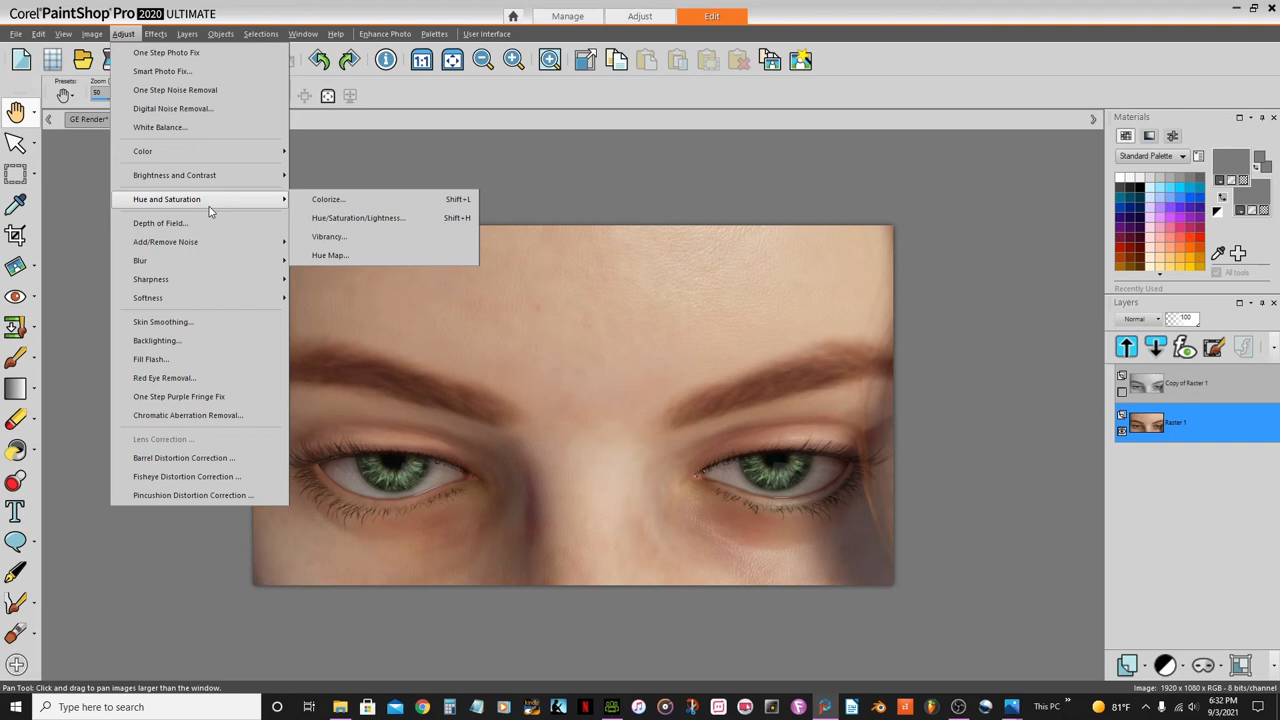 Corel®PaintShop®Pro 2020 ULTIMATE
Manage
Adjust
Edit
File
Edit
View
Image
Adjust
Effects
Layers
Objects
Selections
Window
Help
Enhance Photo
Palettes
User Interface
Presets:
Zoom (
50
GE Render*
One Step Photo Fix
Smart Photo Fix...
One Step Noise Removal
Digital Noise Removal...
White Balance...
Color
Brightness and Contrast
Hue and Saturation
Depth of Field...
Add/Remove Noise
Blur
Sharpness
Softness
Skin Smoothing...
Backlighting...
Fill Flash...
Red Eye Removal...
One Step Purple Fringe Fix
Chromatic Aberration Removal...
Lens Correction ...
Barrel Distortion Correction ...
Fisheye Distortion Correction ...
Pincushion Distortion Correction ...
Colorize... Shift+L
Hue/Saturation/Lightness... Shift+H
Vibrancy...
Hue Map...
Materials
Standard Palette
All tools
Recently Used
Layers
Normal
100
Copy of Raster 1
Raster 1
Pan Tool: Click and drag to pan images larger than the window.
Image: 1920 x 1080 x RGB - 8 bits/channel
Type here to search
This PC
81°F
6:32 PM
9/3/2021